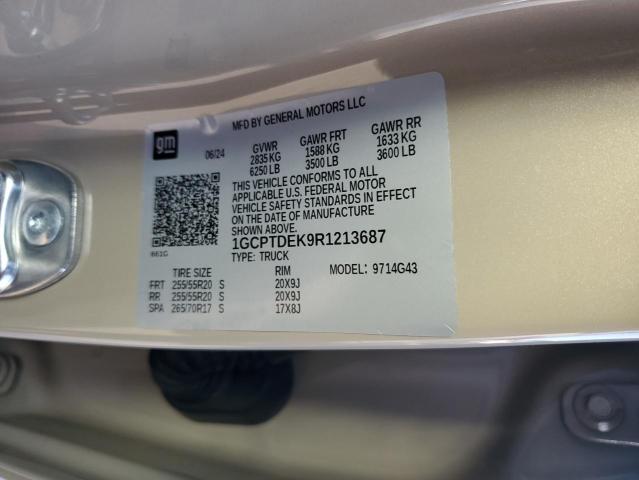 MFD BY GENERAL MOTORS LLC
gm
06/24
GVWR GAWR FRT GAWR RR
2835 KG 1588 KG 1633 KG
6250 LB 3500 LB 3600 LB
THIS VEHICLE CONFORMS TO ALL
APPLICABLE U.S. FEDERAL MOTOR
VEHICLE SAFETY STANDARDS IN EFFECT
ON THE DATE OF MANUFACTURE
SHOWN ABOVE.
1GCPTDEK9R1213687
TYPE: TRUCK MODEL: 9714G43
TIRE SIZE RIM
FRT 255/55R20 S 20X9J
RR 255/55R20 S 20X9J
SPA 265/70R17 S 17X8J